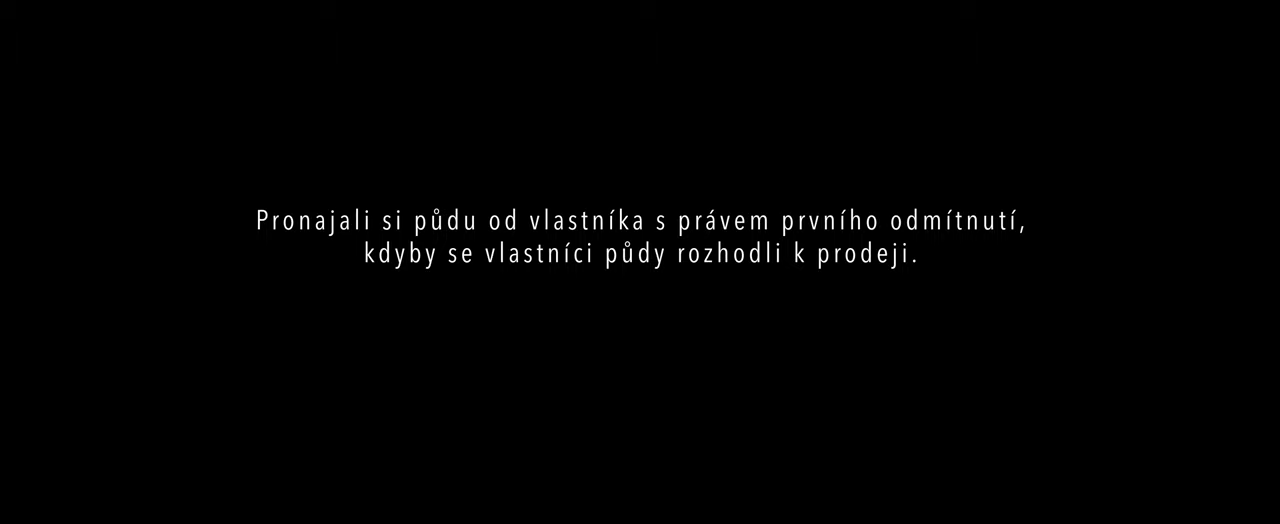 Pronajali si půdu od vlastníka s právem prvního odmítnutí,
kdyby se vlastníci půdy rozhodli k prodeji.